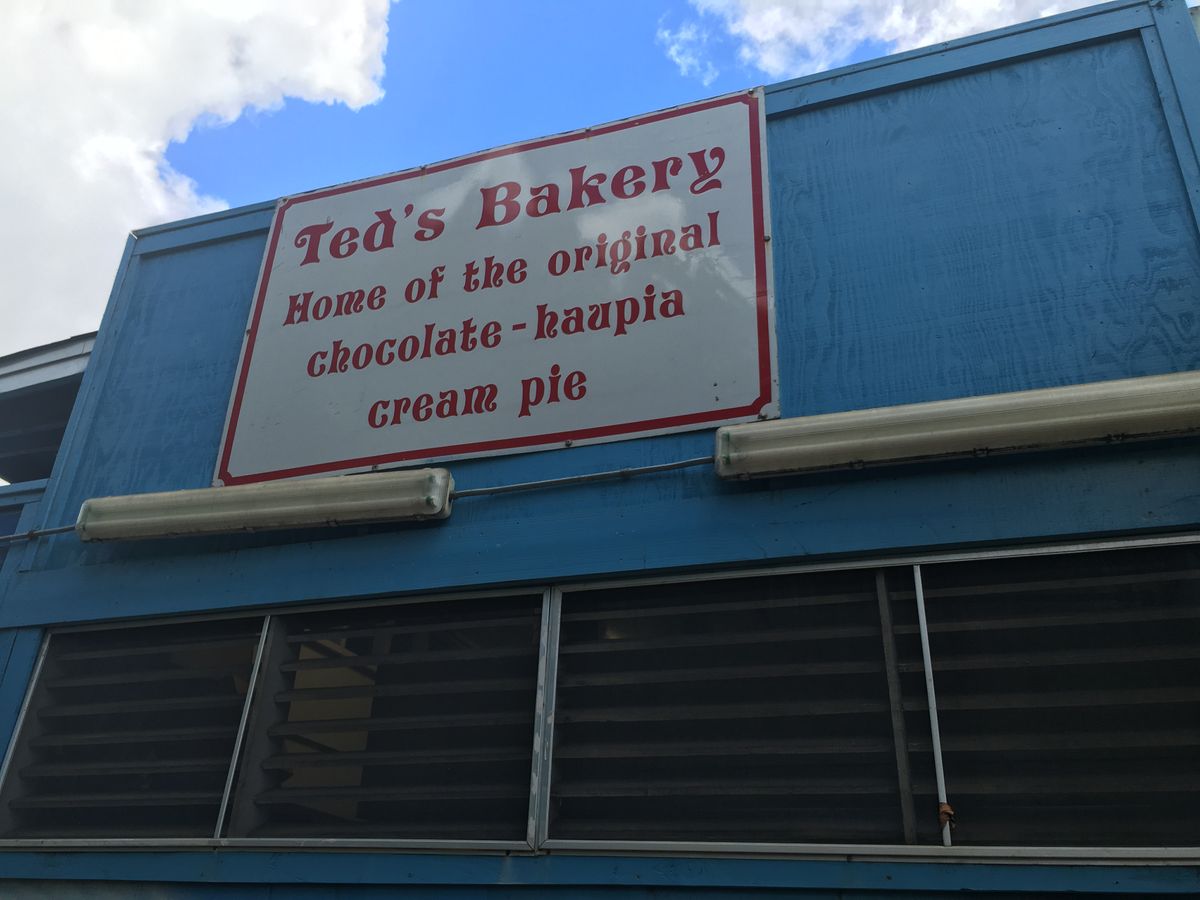 Ted's Bakery
Home of the original
chocolate-haupia
cream pie